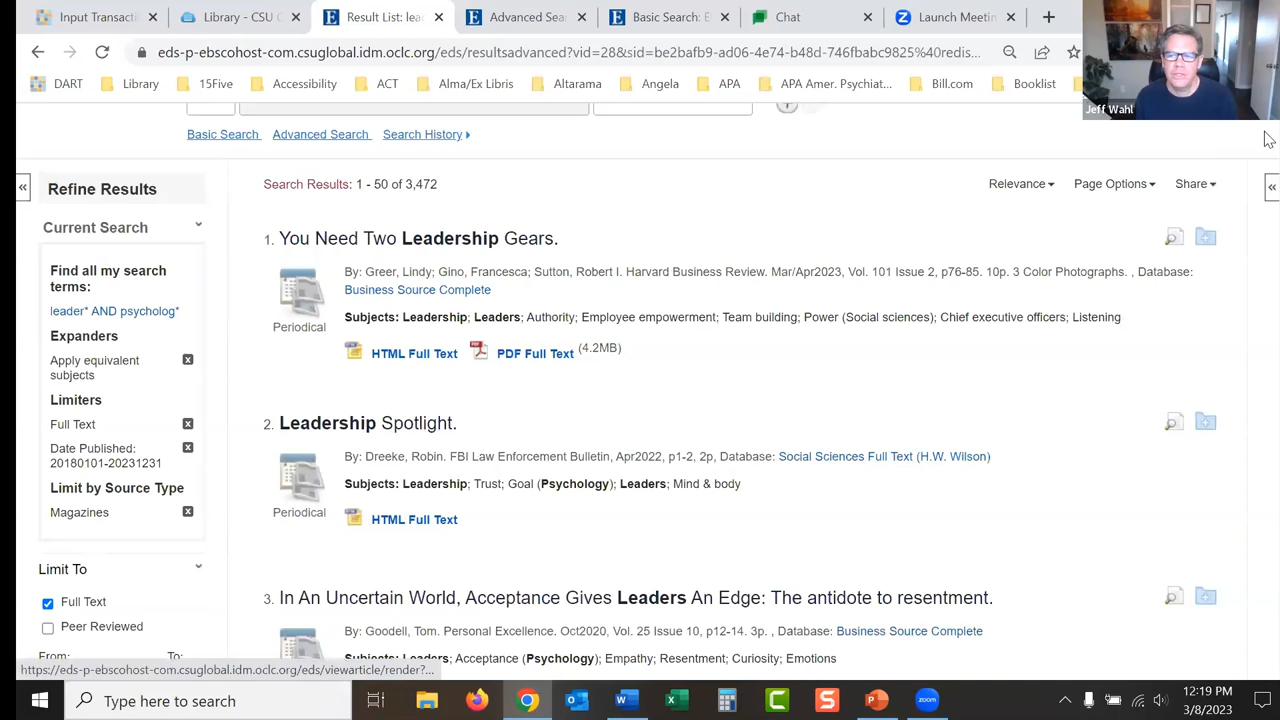 Input Transacti
Library - CSU C
Result List: lea
Advanced Sea
Basic Search: E
Chat
Launch Meeti
eds-p-ebscohost-com.csuglobal.idm.oclc.org/eds/resultsadvanced?vid=28&sid=be2bafb9-ad06-4e74-b48d-746fbabc9825%40redis...
DART
Library
15Five
Accessibility
ACT
Alma/ExLibris
Altarama
Angela
APA
APA Amer. Psychiat...
Bill.com
Booklist
Jeff Wahl
Basic Search
Advanced Search
Search History
Refine Results
Current Search
Find all my search
terms:
leader* AND psycholog*
Expanders
Apply equivalent
subjects
Limiters
Full Text
Date Published:
20180101-20231231
Limit by Source Type
Magazines
Limit To
Full Text
Peer Reviewed
From:
To:
Search Results: 1 - 50 of 3,472
Relevance
Page Options
Share
1. You Need Two Leadership Gears.
By: Greer, Lindy; Gino, Francesca; Sutton, Robert I. Harvard Business Review. Mar/Apr2023, Vol. 101 Issue 2, p76-85. 10p. 3 Color Photographs. , Database:
Business Source Complete
Subjects: Leadership; Leaders; Authority; Employee empowerment; Team building; Power (Social sciences); Chief executive officers; Listening
Periodical
HTML Full Text
PDF Full Text (4.2MB)
2. Leadership Spotlight.
By: Dreeke, Robin. FBI Law Enforcement Bulletin, Apr2022, p1-2, 2p, Database: Social Sciences Full Text (H.W. Wilson)
Subjects: Leadership; Trust; Goal (Psychology); Leaders; Mind & body
Periodical
HTML Full Text
3. In An Uncertain World, Acceptance Gives Leaders An Edge: The antidote to resentment.
By: Goodell, Tom. Personal Excellence. Oct2020, Vol. 25 Issue 10, p12-14. 3p. , Database: Business Source Complete
Leaders; Acceptance (Psychology); Empathy; Resentment; Curiosity; Emotions
https://eds-p-ebscohost-com.csuglobal.idm.oclc.org/eds/viewarticle/render?...
Type here to search
12:19 PM
3/8/2023